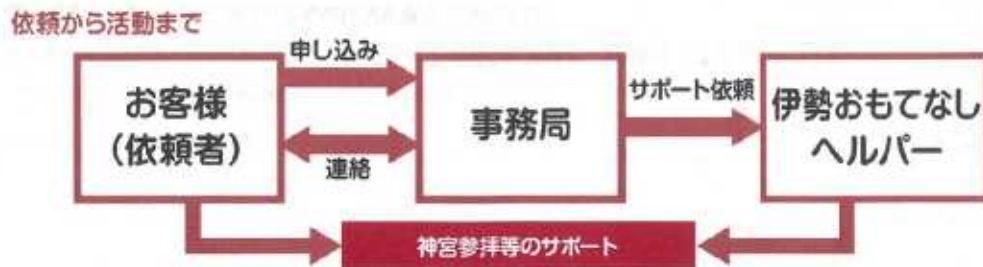 依頼から活動まで
申し込み
お客様
（依頼者）
連絡
事務局
サポート依頼
伊勢おもてなし
ヘルパー
神宮参拝等のサポート